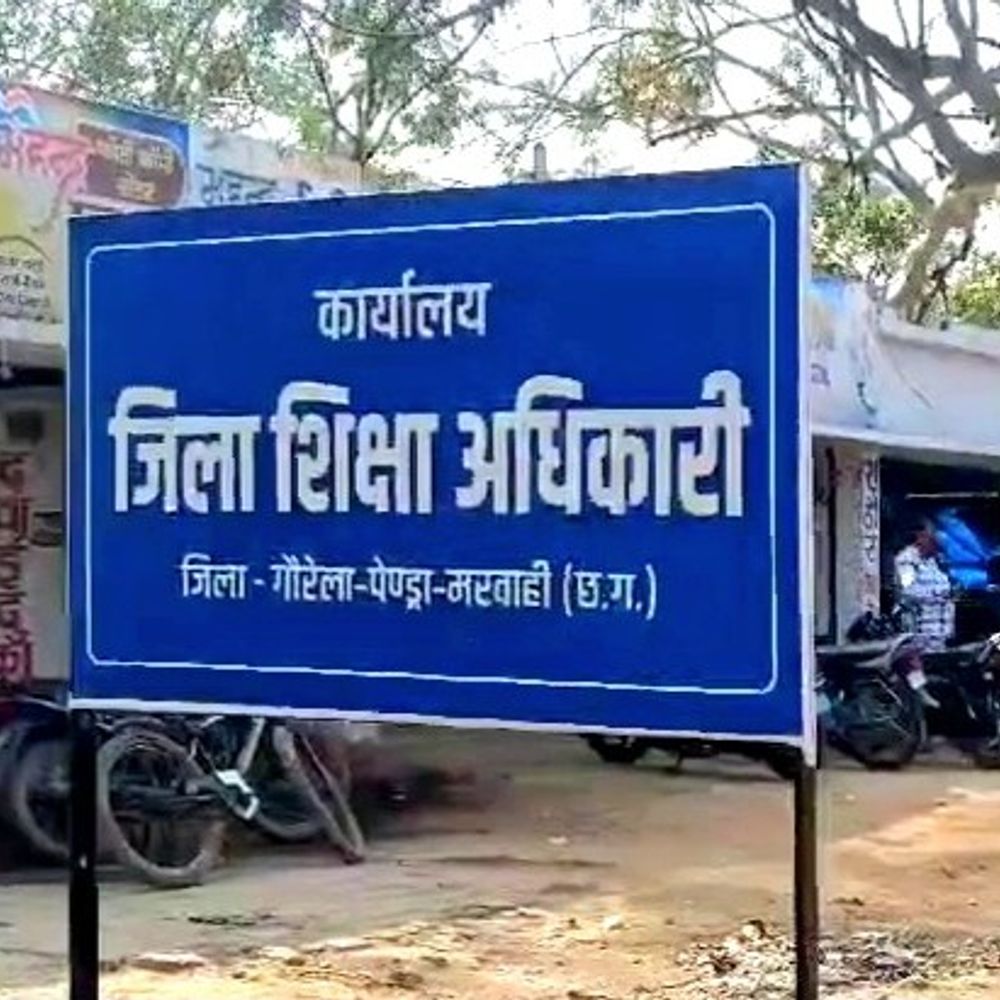 कार्यालय
जिला शिक्षा अधिकारी
जिला - गौरेला-पेण्ड्रा-मरवाही (छ.ग.)